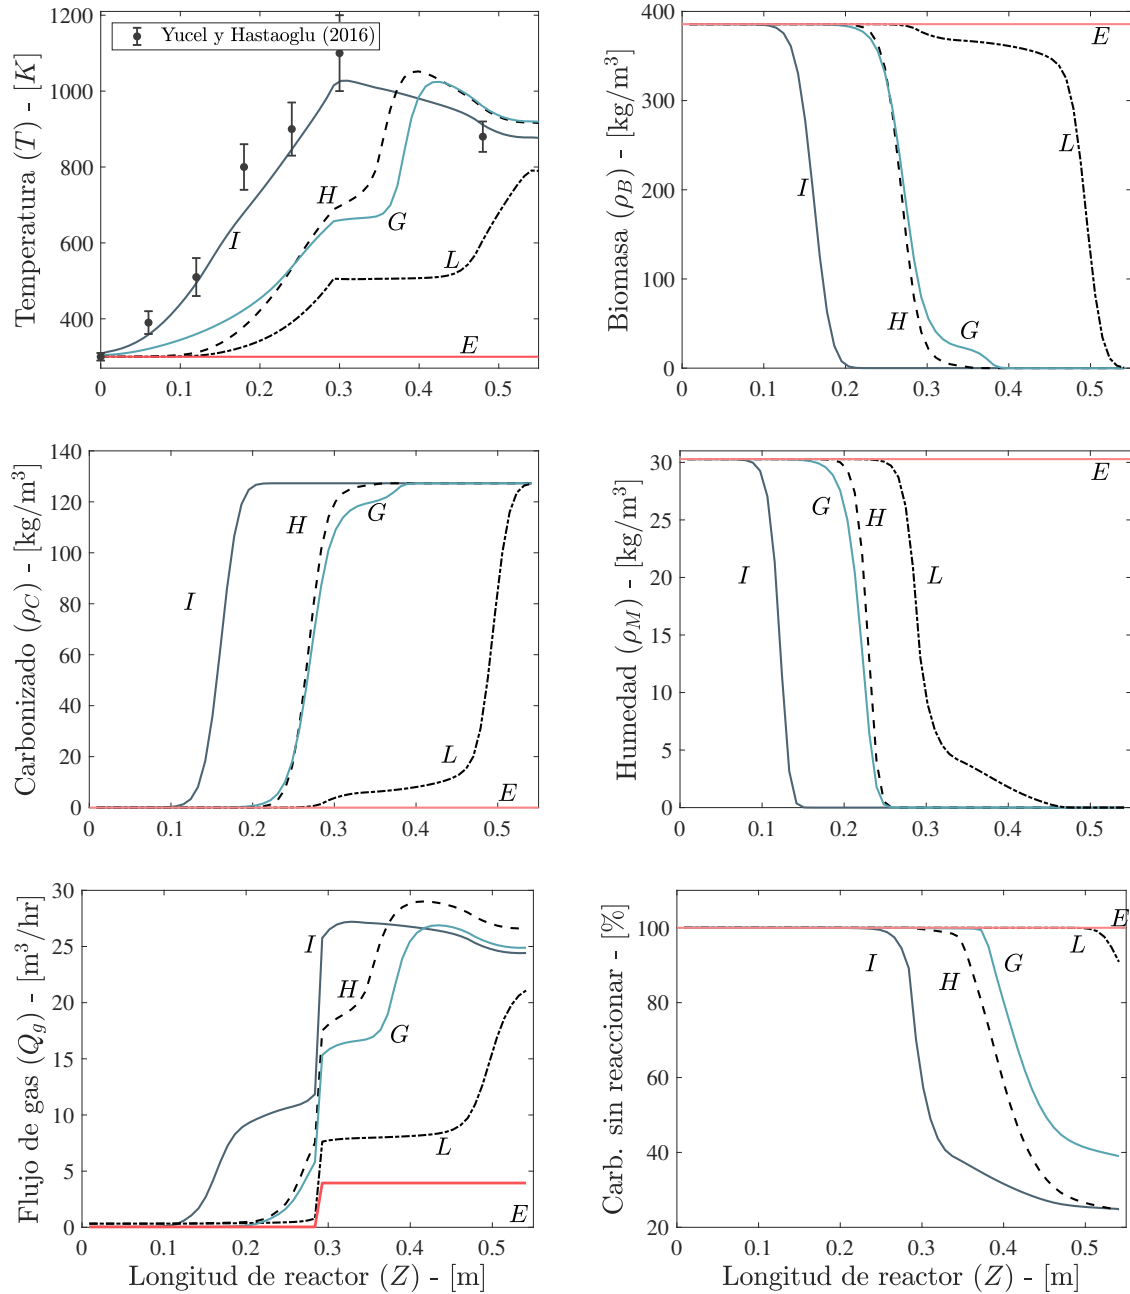 Temperatura (T) - [K]
1200
1000
800
600
400
0
0.1
0.2
0.3
0.4
0.5
Yucel y Hastaoglu (2016)
I
H
G
L
E
Biomasa (ρ_B) - [kg/m³]
400
300
200
100
0
0
0.1
0.2
0.3
0.4
0.5
E
L
I
H
G
Carbonizado (ρ_C) - [kg/m³]
140
120
100
80
60
40
20
0
0
0.1
0.2
0.3
0.4
0.5
H
G
I
L
E
Humedad (ρ_M) - [kg/m³]
30
25
20
15
10
5
0
0
0.1
0.2
0.3
0.4
0.5
E
G
H
I
L
Flujo de gas (Q_g) - [m³/hr]
30
25
20
15
10
5
0
0
0.1
0.2
0.3
0.4
0.5
I
H
G
L
E
Longitud de reactor (Z) - [m]
Carb. sin reaccionar - [%]
100
80
60
40
20
0
0.1
0.2
0.3
0.4
0.5
E
L
I
H
G
Longitud de reactor (Z) - [m]